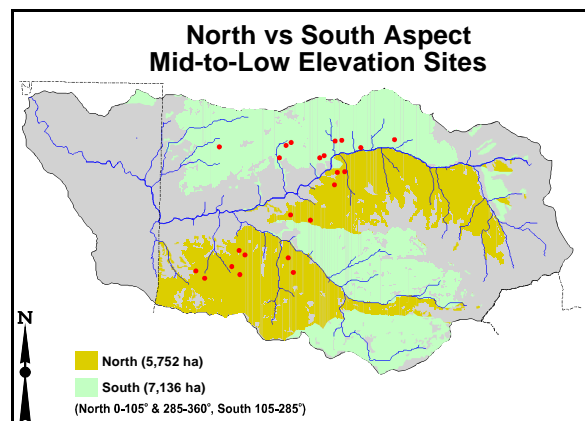 North vs South Aspect
Mid-to-Low Elevation Sites
N
North (5,752 ha)
South (7,136 ha)
(North 0-105° & 285-360°, South 105-285°)